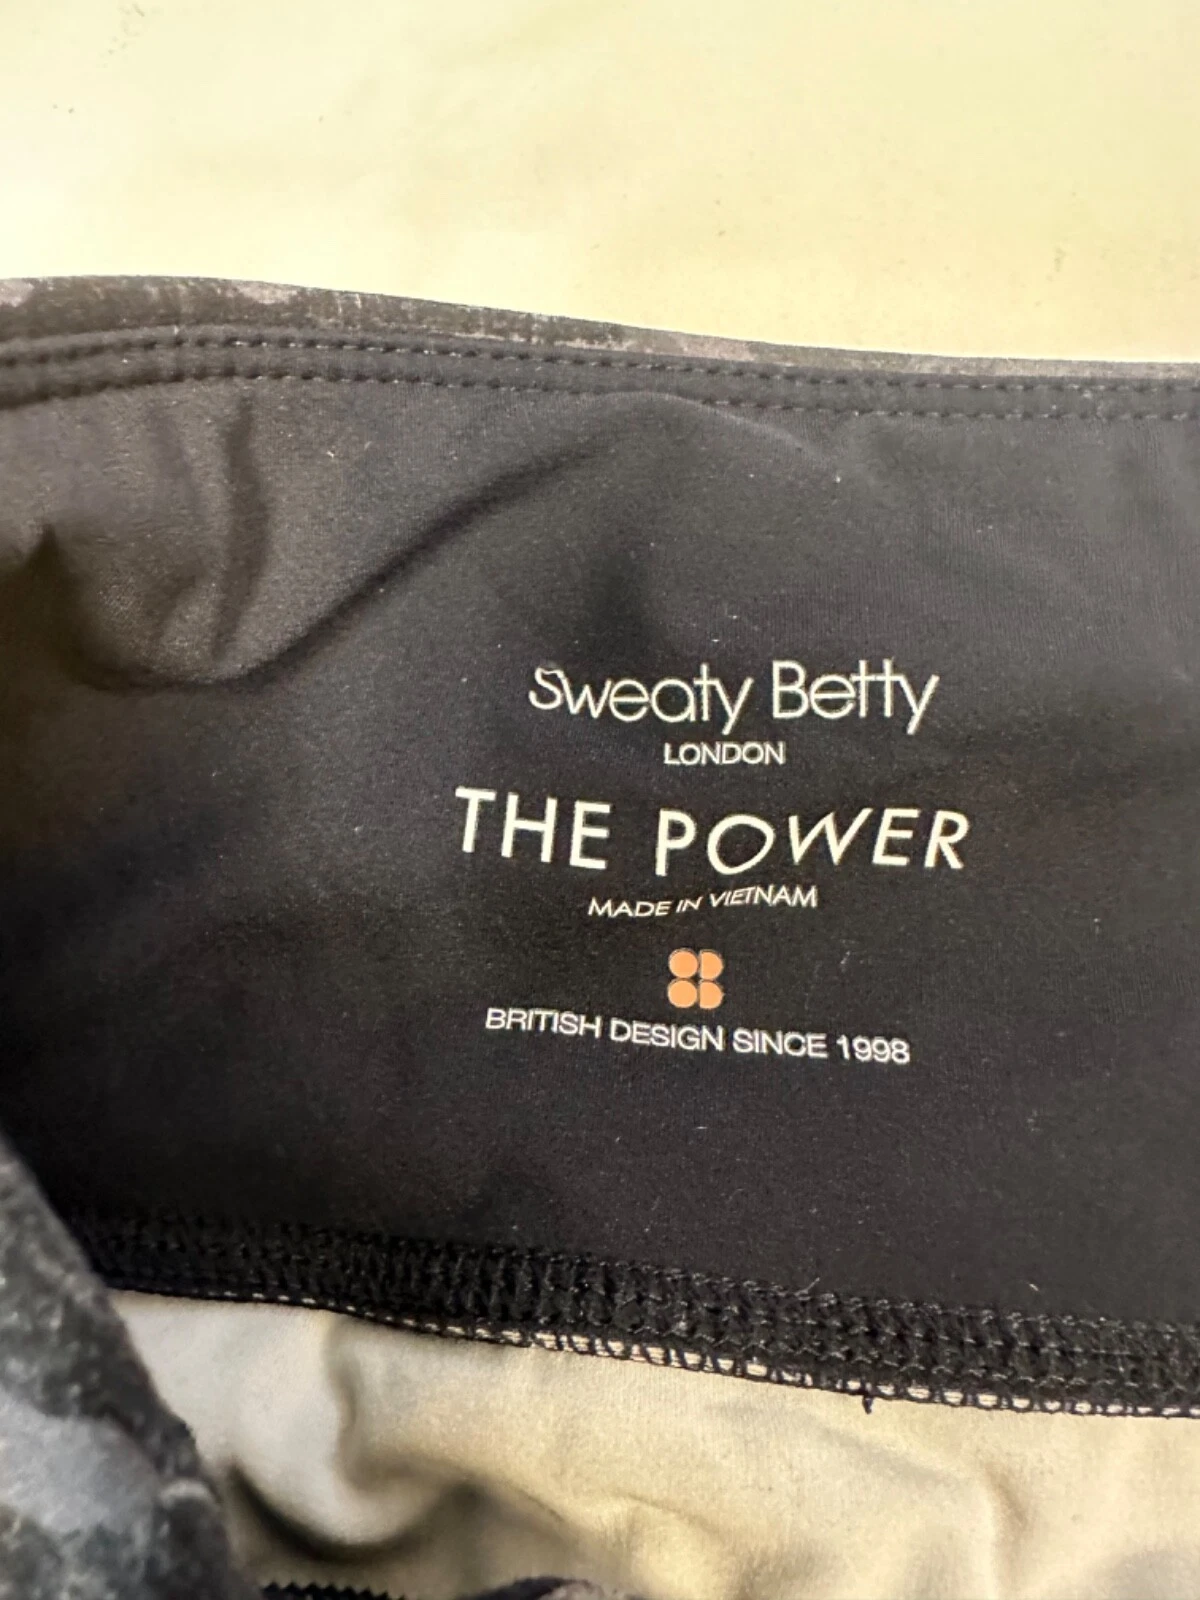 Sweaty Betty
LONDON
THE POWER
MADE IN VIETNAM
BRITISH DESIGN SINCE 1998